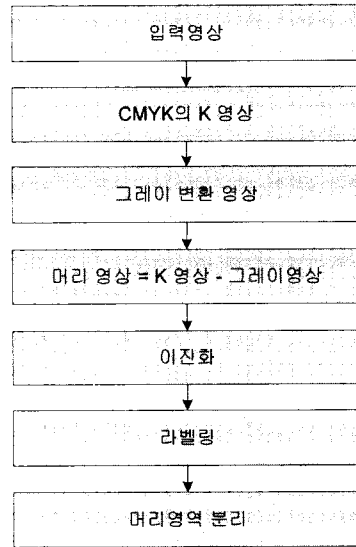 입력영상
CMYK의 K 영상
그레이 변환 영상
머리 영상 = K 영상 - 그레이영상
이진화
라벨링
머리영역 분리